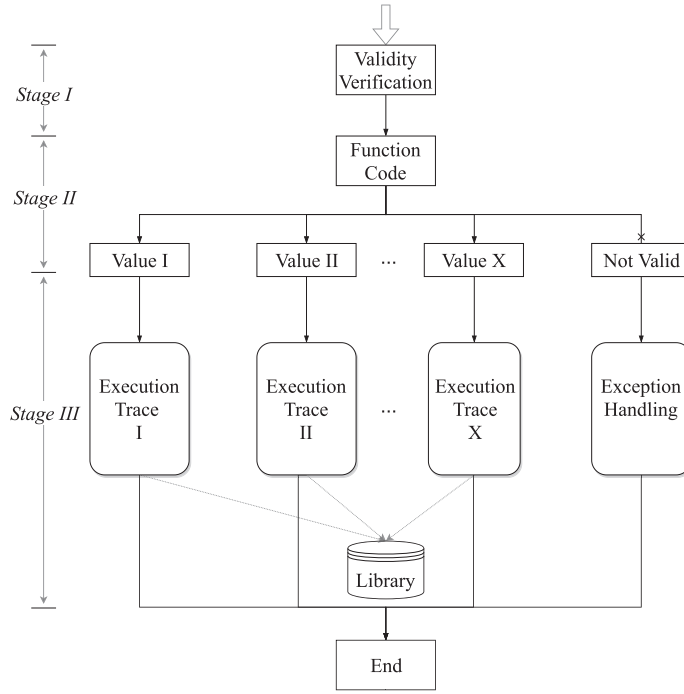 Validity
Verification
Stage I
Function
Code
Stage II
Value I
Value II
...
Value X
Not Valid
Execution
Trace
I
Execution
Trace
II
...
Execution
Trace
X
Exception
Handling
Stage III
Library
End